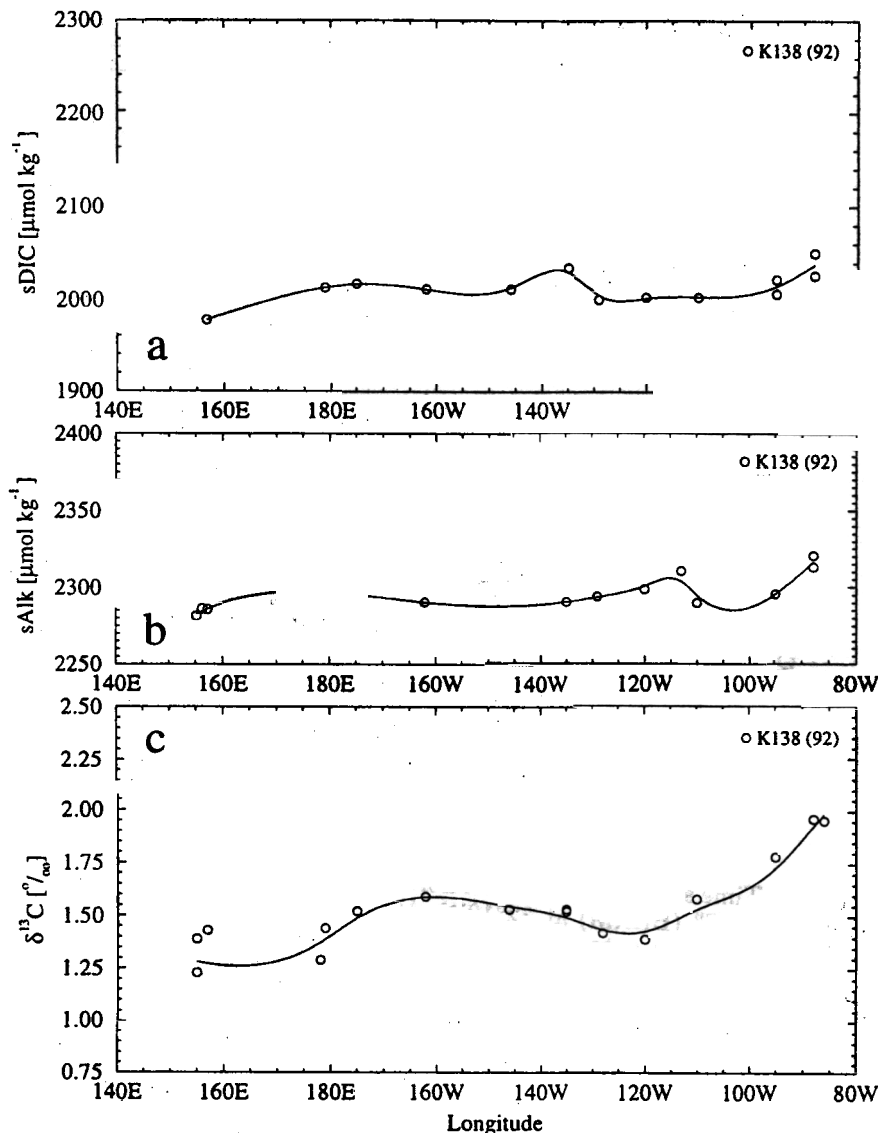 2300
K138 (92)
2200
2100
sDIC [μmol kg⁻¹]
2000
a
1900
140E 160E 180E 160W 140W
2400
K138 (92)
2350
sAlk [μmol kg⁻¹]
2300
b
2250
140E 160E 180E 160W 140W 120W 100W 80W
2.50
c
K138 (92)
2.25
2.00
1.75
δ¹³C [º/₀₀]
1.50
1.25
1.00
0.75
140E 160E 180E 160W 140W 120W 100W 80W
Longitude